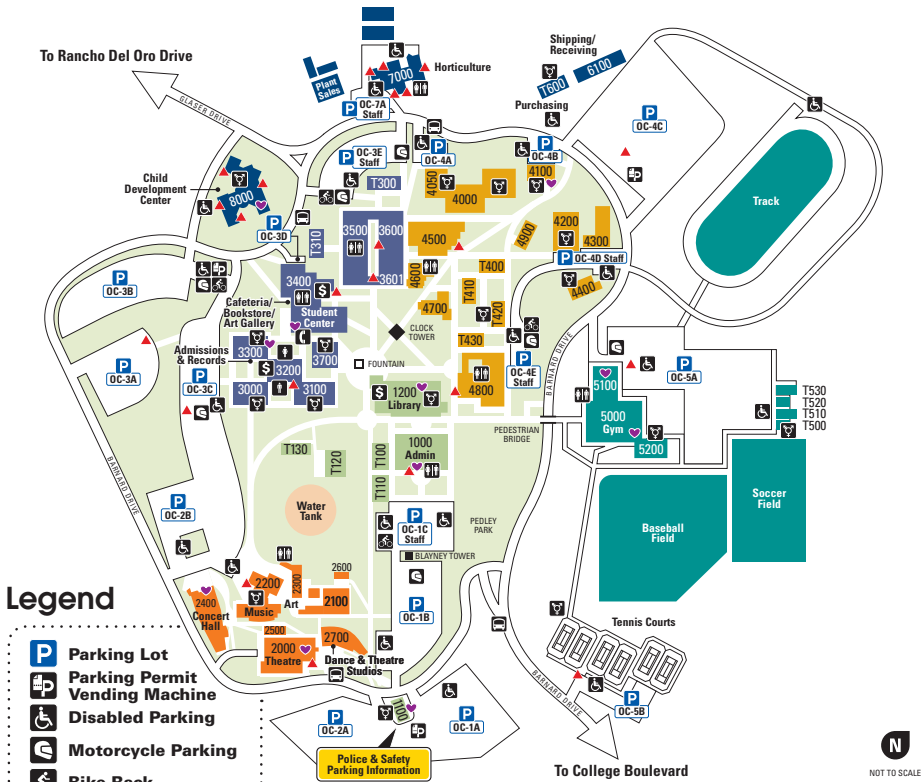 To Rancho Del Oro Drive
GLASER DRIVE
Plant
Sales
7000
Horticulture
P
OC-7A
Staff
Shipping/
Receiving
6100
T600
Purchasing
P
OC-4C
P
OC-3E
Staff
P
OC-4A
P
OC-4B
Track
Child
Development
Center
8000
P
OC-3D
T300
4050
4000
4100
T310
3500
3600
3601
4500
4600
4900
4200
4300
P
OC-4D Staff
4400
T400
T410
T420
T430
P
OC-3B
3400
Cafeteria/
Bookstore/
Art Gallery
$
Student
Center
4700
CLOCK
TOWER
Admissions
& Records
3300
$
3200
3700
3000
3100
FOUNTAIN
P
OC-3A
P
OC-3C
4800
P
OC-4E
Staff
BARNARD DRIVE
P
OC-5A
5100
5000
Gym
5200
T530
T520
T510
T500
$
1200
Library
PEDESTRIAN
BRIDGE
1000
Admin
T100
T110
T130
T120
Water
Tank
BARNARD DRIVE
P
OC-2B
P
OC-1C
Staff
PEDLEY
PARK
BLAYNEY TOWER
Baseball
Field
Soccer
Field
2600
2300
2200
Music
Art
2100
2400
Concert
Hall
2500
2000
Theatre
2700
Dance & Theatre
Studios
P
OC-1B
Tennis Courts
BARNARD DRIVE
P
OC-5B
1100
P
OC-2A
P
OC-1A
Police & Safety
Parking Information
To College Boulevard
N
NOT TO SCALE
Legend
P Parking Lot
P Parking Permit
Vending Machine
Disabled Parking
Motorcycle Parking
Bike Rack